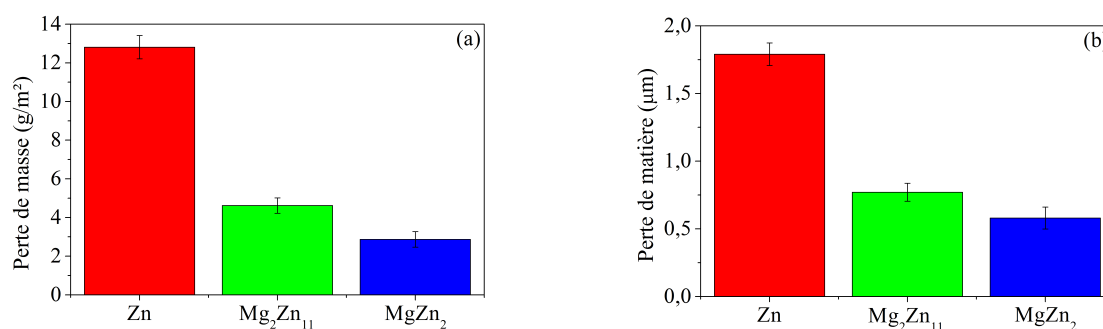 (a)
Perte de masse (g/m²)
14
12
10
8
6
4
2
0
Zn
Mg₂Zn₁₁
MgZn₂
(b)
Perte de matière (µm)
2,0
1,5
1,0
0,5
0,0
Zn
Mg₂Zn₁₁
MgZn₂